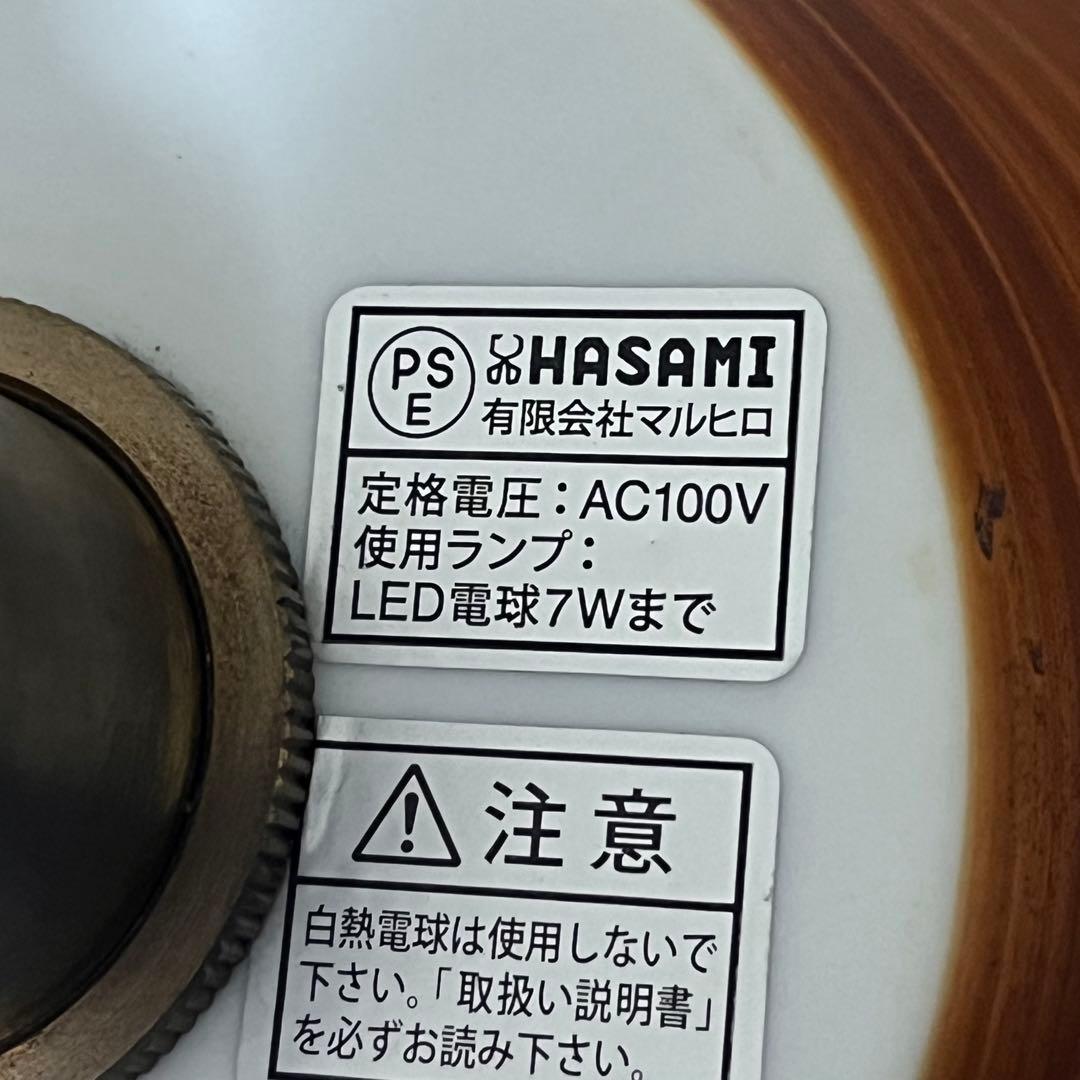 PS
E
HASAMI
有限会社マルヒロ
定格電圧：AC100V
使用ランプ：
LED電球7Wまで
注意
白熱電球は使用しないで
下さい。「取扱い説明書」
を必ずお読み下さい。